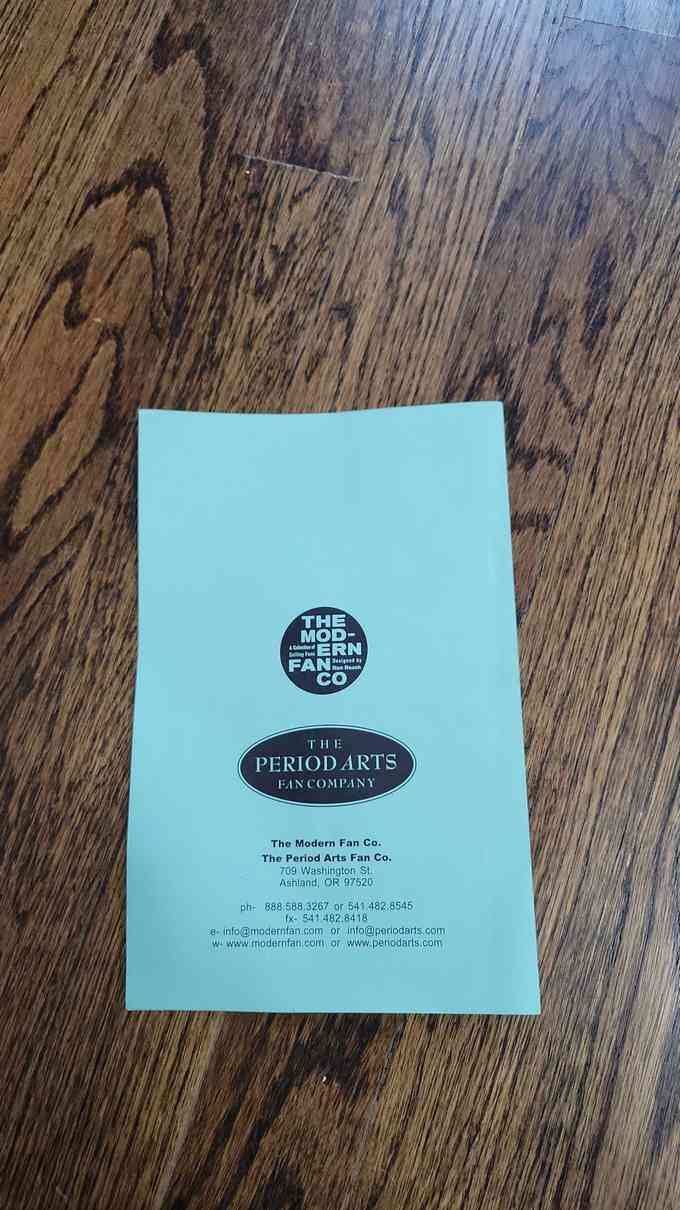 THE
MOD-
A Collection of
Ceiling Fans
ERN
Designed by
Ron Rezek
FAN
CO
THE
PERIOD ARTS
FAN COMPANY
The Modern Fan Co.
The Period Arts Fan Co.
709 Washington St.
Ashland, OR 97520
ph- 888.588.3267 or 541.482.8545
fx- 541.482.8418
e- info@modernfan.com or info@periodarts.com
w- www.modernfan.com or www.periodarts.com